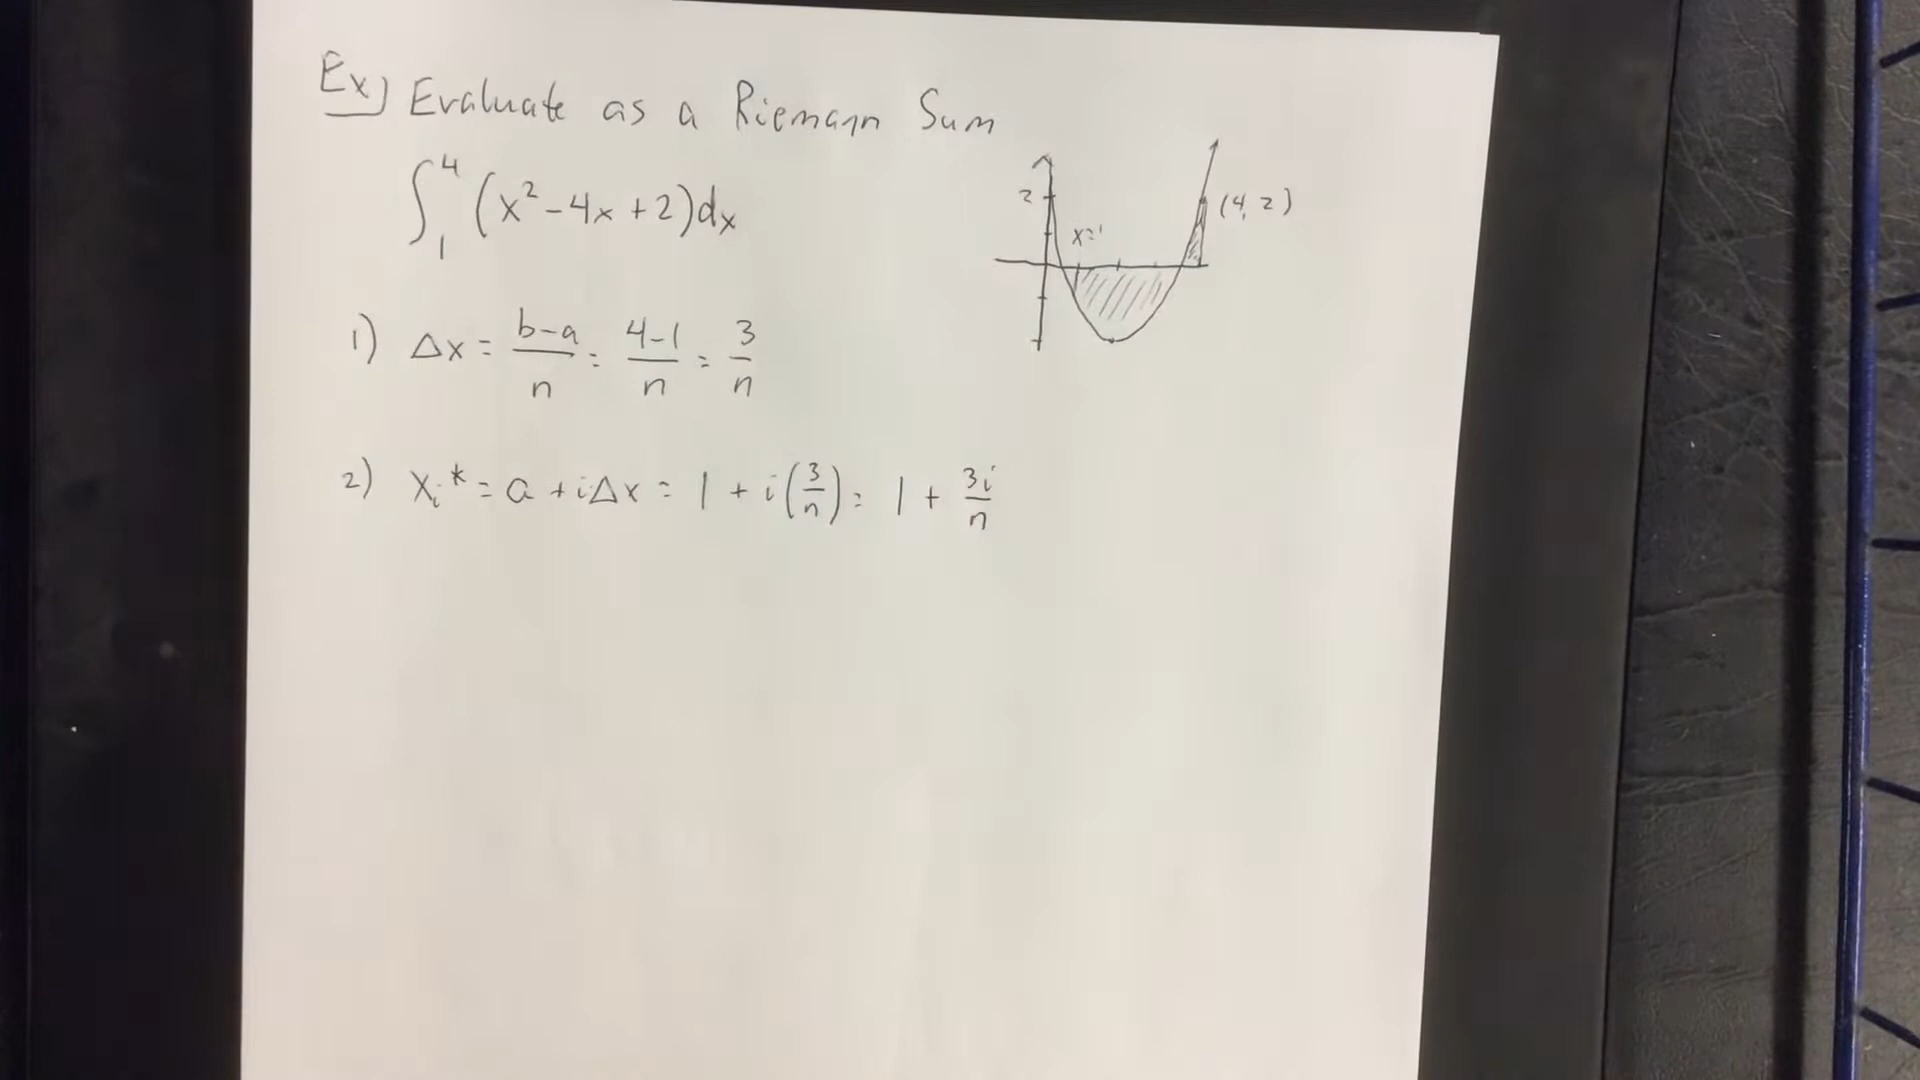 Ex) Evaluate as a Riemann Sum
∫₁⁴ (x² - 4x + 2)dx
2
x=1
(4, 2)
1) Δx = (b-a)/n = (4-1)/n = 3/n
2) xᵢ* = a + iΔx = 1 + i(3/n) = 1 + 3i/n